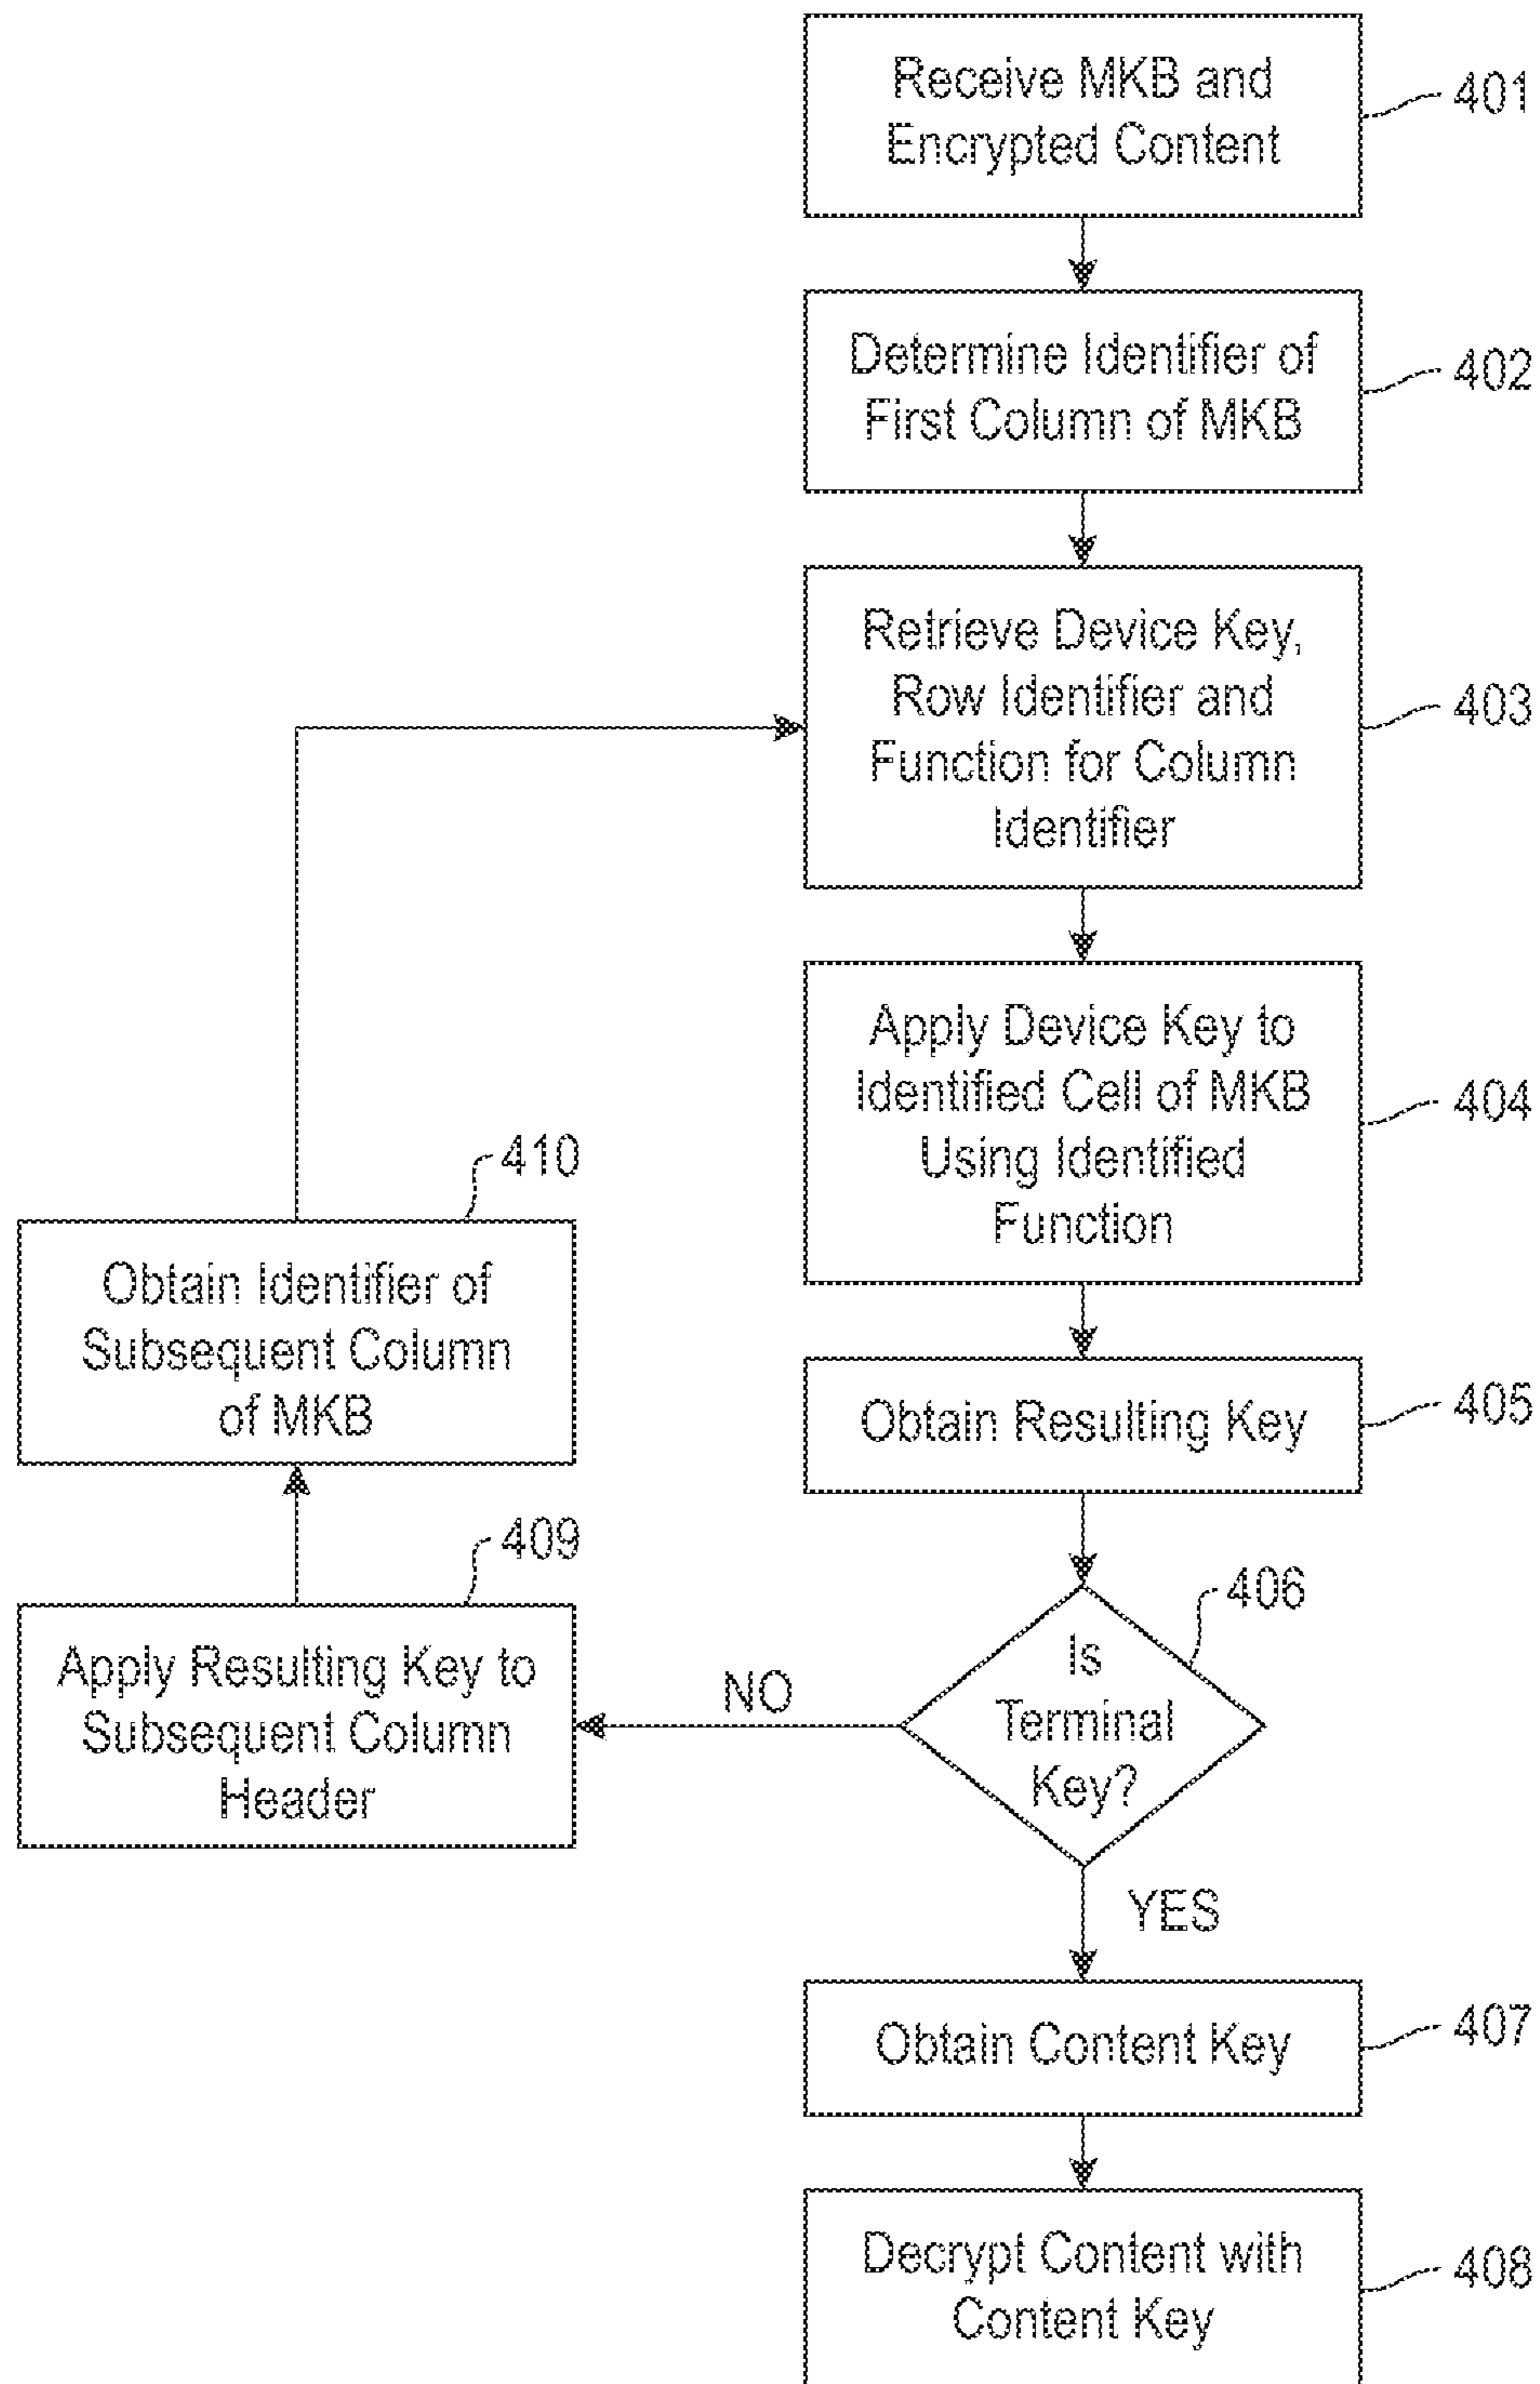 Receive MKB and
Encrypted Content
401
Determine Identifier of
First Column of MKB
402
Retrieve Device Key,
Row Identifier and
Function for Column
Identifier
403
Apply Device Key to
Identified Cell of MKB
Using Identified
Function
404
Obtain Resulting Key
405
Is
Terminal
Key?
406
NO
YES
Obtain Content Key
407
Decrypt Content with
Content Key
408
Apply Resulting Key to
Subsequent Column
Header
409
Obtain Identifier of
Subsequent Column
of MKB
410